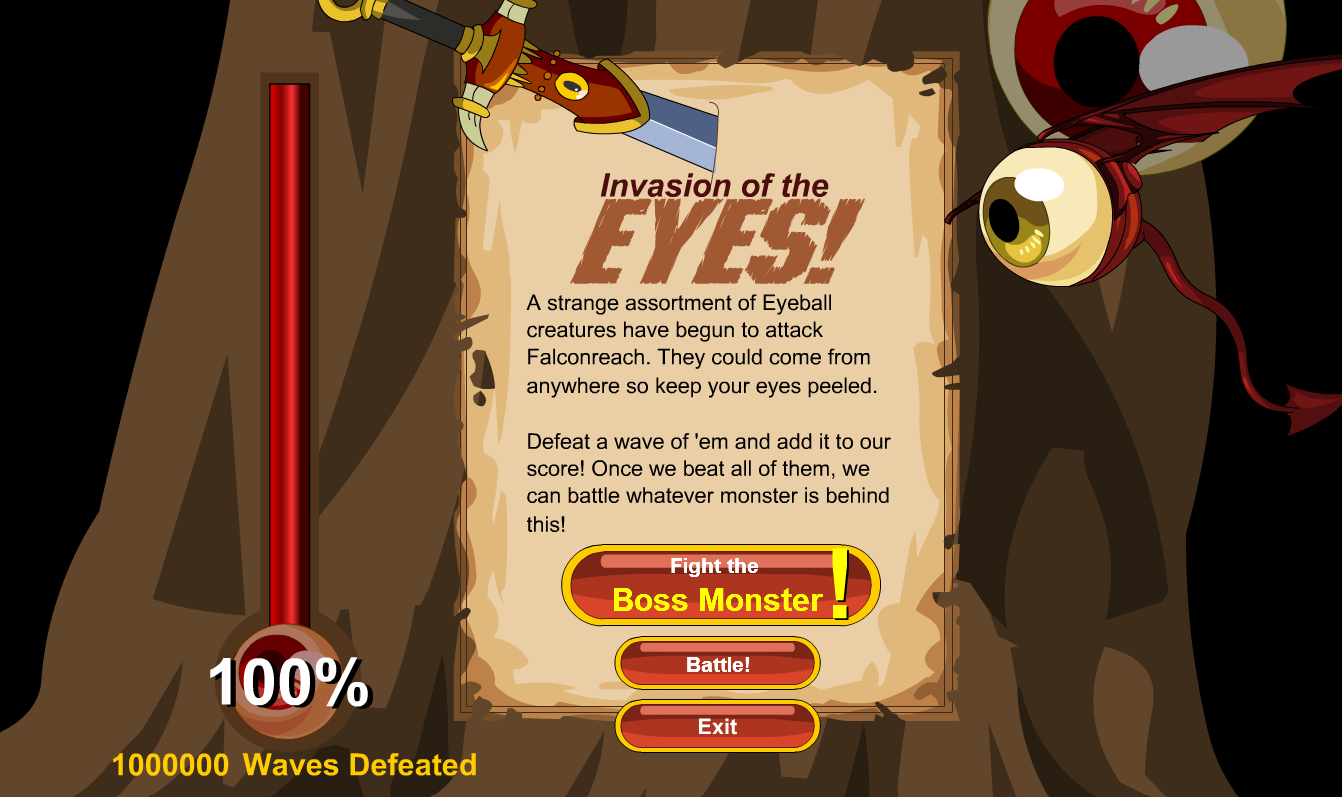 Invasion of the
EYES!
A strange assortment of Eyeball
creatures have begun to attack
Falconreach. They could come from
anywhere so keep your eyes peeled.
Defeat a wave of 'em and add it to our
score! Once we beat all of them, we
can battle whatever monster is behind
this!
Fight the
Boss Monster!
Battle!
Exit
100%
1000000 Waves Defeated